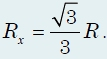 $R_x = \frac{\sqrt{3}}{3} R.$